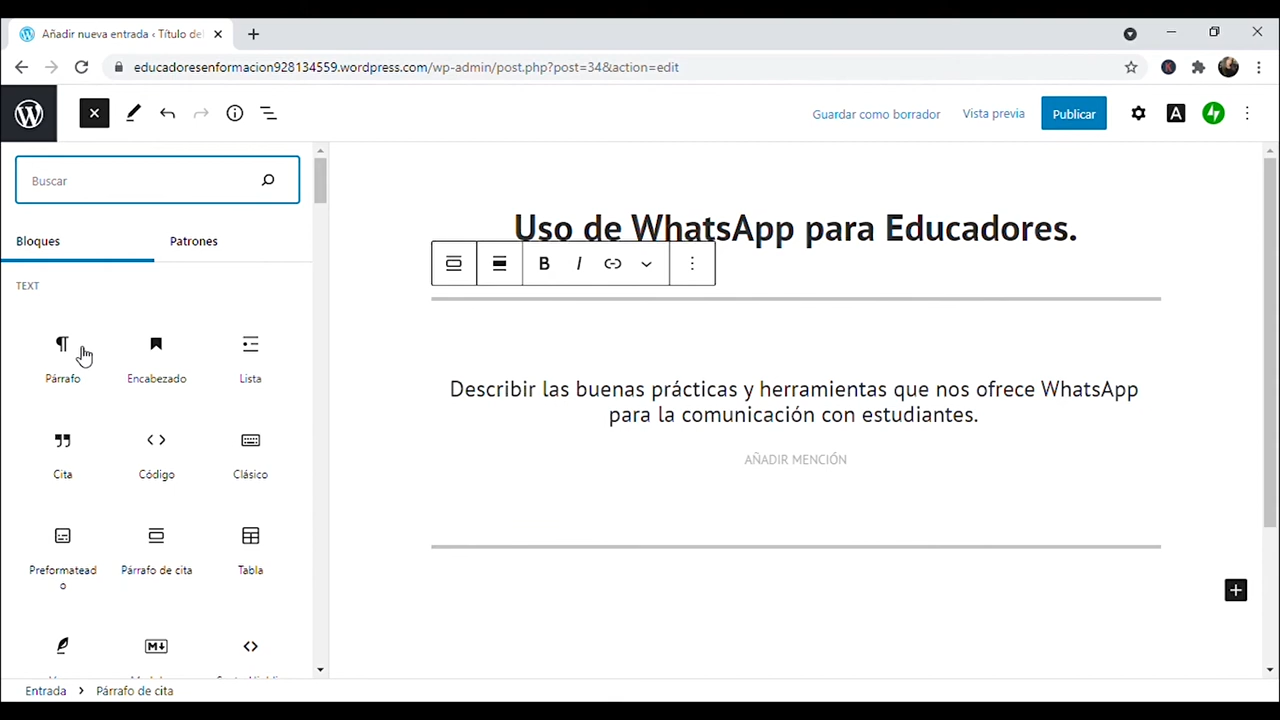 Añadir nueva entrada ‹ Título del
educadoresenformacion928134559.wordpress.com/wp-admin/post.php?post=34&action=edit
Guardar como borrador
Vista previa
Publicar
Buscar
Bloques
Patrones
TEXT
Párrafo
Encabezado
Lista
Cita
Código
Clásico
Preformatead
o
Párrafo de cita
Tabla
Uso de WhatsApp para Educadores.
B I
Describir las buenas prácticas y herramientas que nos ofrece WhatsApp
para la comunicación con estudiantes.
AÑADIR MENCIÓN
Entrada
Párrafo de cita